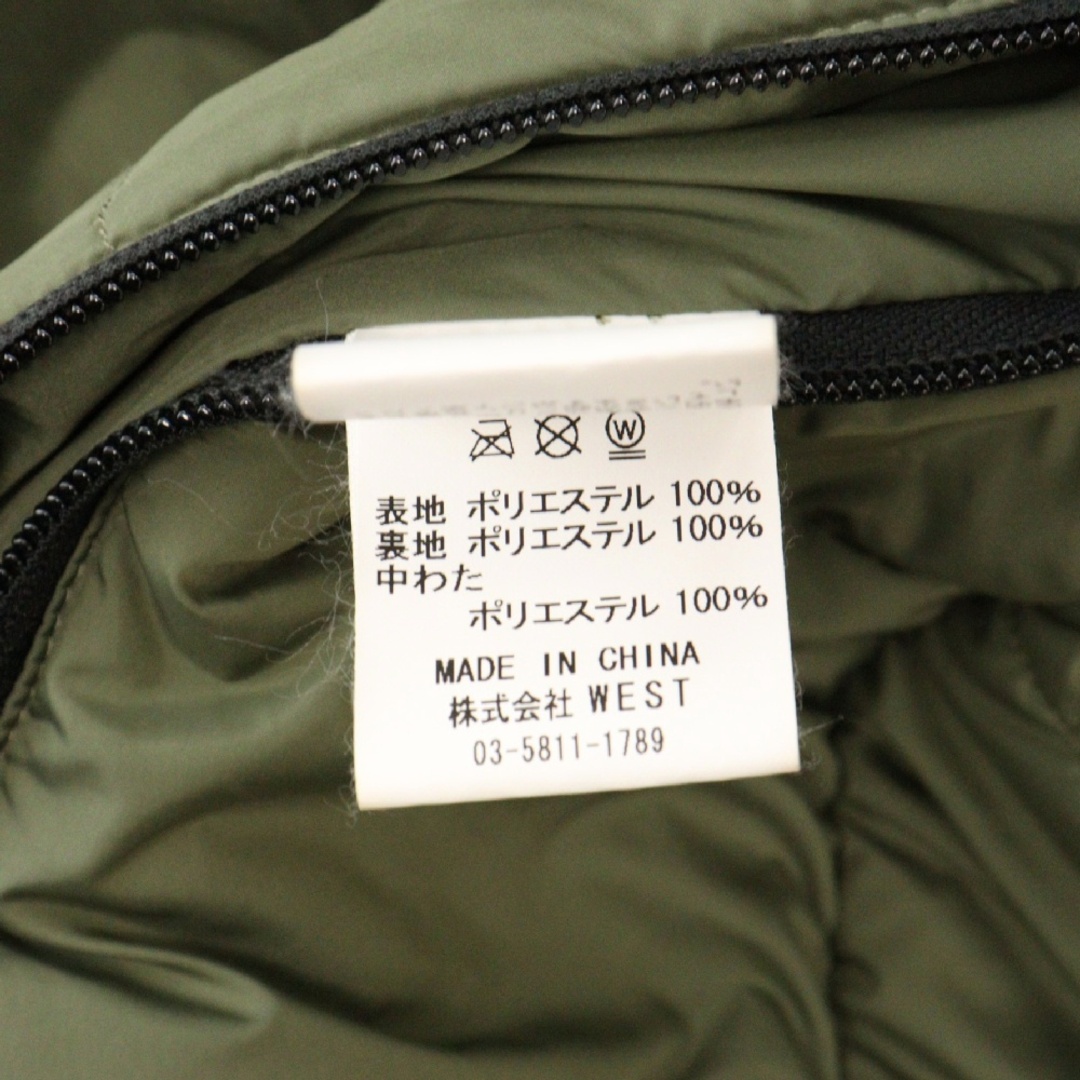 W
表地 ポリエステル 100%
裏地 ポリエステル 100%
中わた
ポリエステル 100%
MADE IN CHINA
株式会社 WEST
03-5811-1789